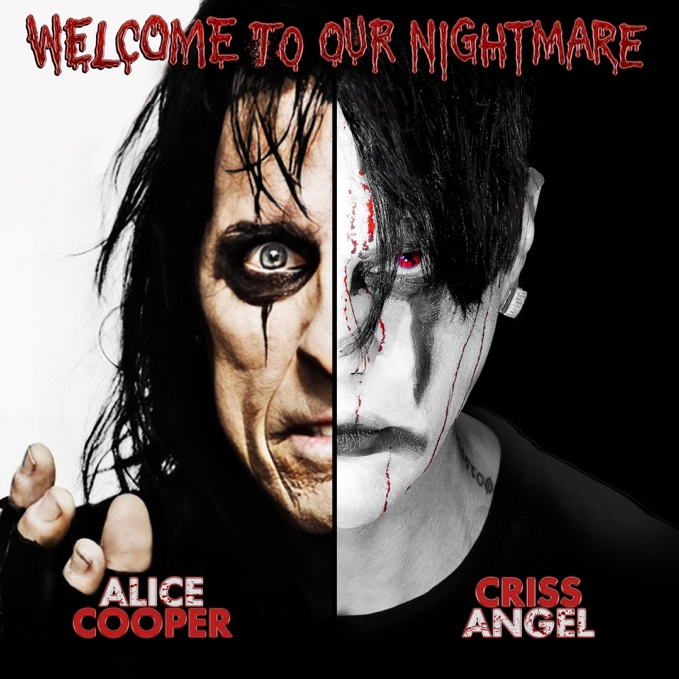 WELCOME TO OUR NIGHTMARE
ALICE
COOPER
CRISS
ANGEL